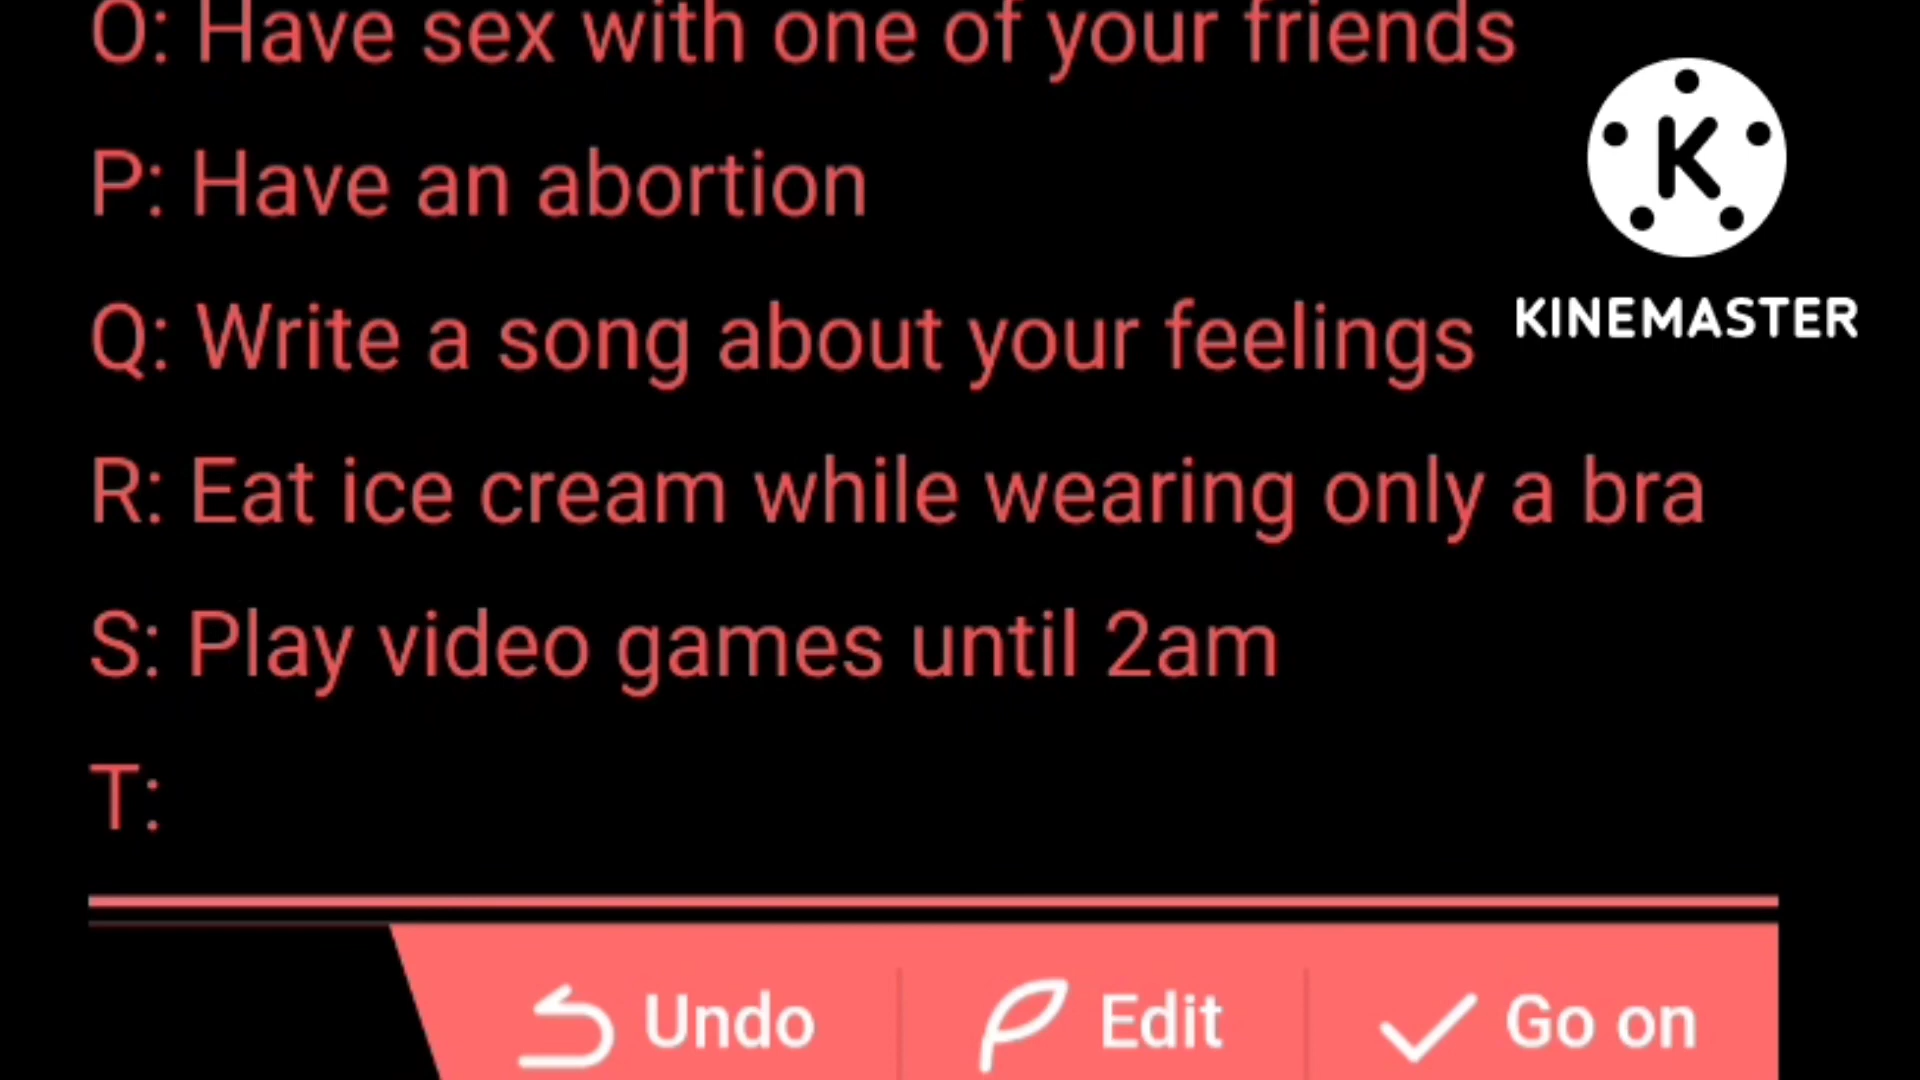 O: Have sex with one of your friends
P: Have an abortion
K
Q: Write a song about your feelings
KINEMASTER
R: Eat ice cream while wearing only a bra
S: Play video games until 2am
T:
Undo
Edit
Go on